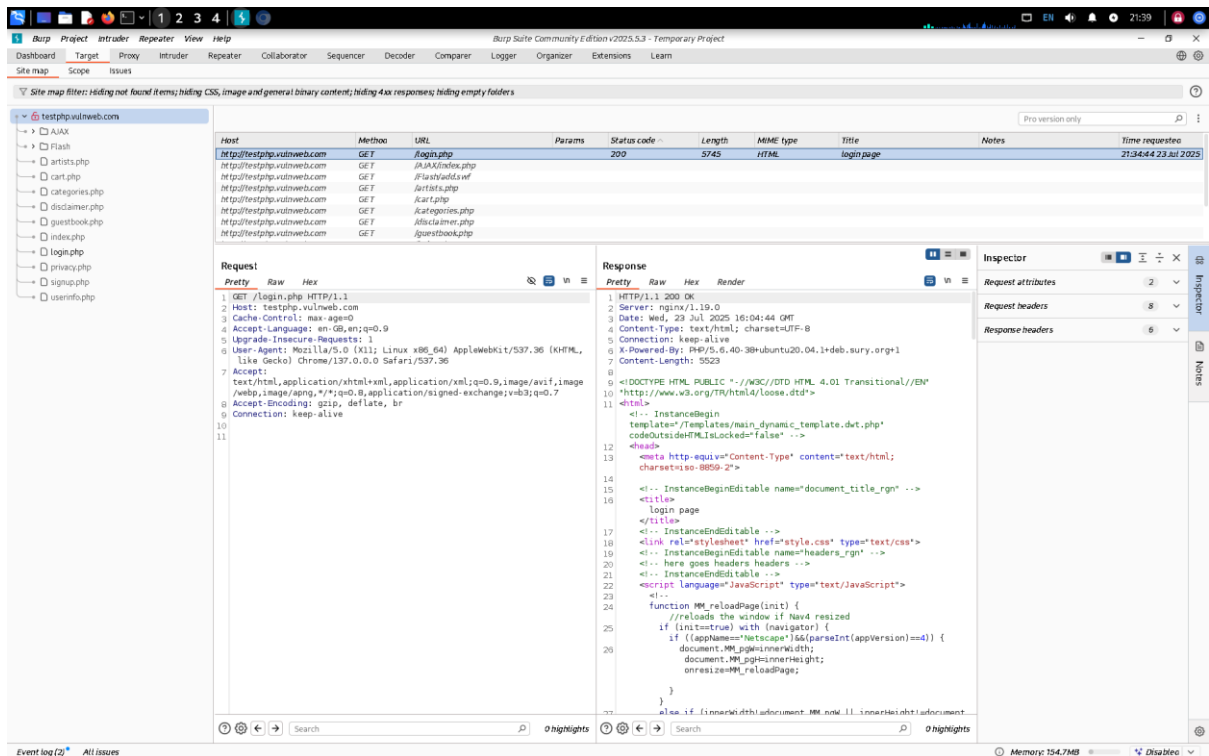 1 2 3 4 EN 21:39
Burp Project Intruder Repeater View Help Burp Suite Community Edition v2025.5.3 - Temporary Project
Dashboard Target Proxy Intruder Repeater Collaborator Sequencer Decoder Comparer Logger Organizer Extensions Learn
Site map Scope Issues
Site map filter: Hiding not found items; hiding CSS, image and general binary content; hiding 4xx responses; hiding empty folders
testphp.vulnweb.com
AJAX
Flash
artists.php
cart.php
categories.php
disclaimer.php
guestbook.php
index.php
login.php
privacy.php
signup.php
userinfo.php
Pro version only
Host Method URL Params Status code Length MIME type Title Notes Time requested
http://testphp.vulnweb.com GET /login.php 200 5745 HTML login page 21:34:44 23 Jul 2025
http://testphp.vulnweb.com GET /AJAX/index.php
http://testphp.vulnweb.com GET /Flash/add.swf
http://testphp.vulnweb.com GET /artists.php
http://testphp.vulnweb.com GET /cart.php
http://testphp.vulnweb.com GET /categories.php
http://testphp.vulnweb.com GET /disclaimer.php
http://testphp.vulnweb.com GET /guestbook.php
Request
Pretty Raw Hex
1 GET /login.php HTTP/1.1
2 Host: testphp.vulnweb.com
3 Cache-Control: max-age=0
4 Accept-Language: en-GB,en;q=0.9
5 Upgrade-Insecure-Requests: 1
6 User-Agent: Mozilla/5.0 (X11; Linux x86_64) AppleWebKit/537.36 (KHTML,
like Gecko) Chrome/137.0.0.0 Safari/537.36
7 Accept:
text/html,application/xhtml+xml,application/xml;q=0.9,image/avif,image
/webp,image/apng,*/*;q=0.8,application/signed-exchange;v=b3;q=0.7
8 Accept-Encoding: gzip, deflate, br
9 Connection: keep-alive
10
11
Search 0 highlights
Response
Pretty Raw Hex Render
1 HTTP/1.1 200 OK
2 Server: nginx/1.19.0
3 Date: Wed, 23 Jul 2025 16:04:44 GMT
4 Content-Type: text/html; charset=UTF-8
5 Connection: keep-alive
6 X-Powered-By: PHP/5.6.40-38+ubuntu20.04.1+deb.sury.org+1
7 Content-Length: 5523
8
9 <!DOCTYPE HTML PUBLIC "-//W3C//DTD HTML 4.01 Transitional//EN"
10 "http://www.w3.org/TR/html4/loose.dtd">
11 <html>
<!-- InstanceBegin
template="/Templates/main_dynamic_template.dwt.php"
codeOutsideHTMLIsLocked="false" -->
12 <head>
13 <meta http-equiv="Content-Type" content="text/html;
charset=iso-8859-2">
14
15 <!-- InstanceBeginEditable name="document_title_rgn" -->
16 <title>
login page
</title>
17 <!-- InstanceEndEditable -->
18 <link rel="stylesheet" href="style.css" type="text/css">
19 <!-- InstanceBeginEditable name="headers_rgn" -->
20 <!-- here goes headers headers -->
21 <!-- InstanceEndEditable -->
22 <script language="JavaScript" type="text/JavaScript">
23 <!--
24 function MM_reloadPage(init) {
//reloads the window if Nav4 resized
25 if (init==true) with (navigator) {
if ((appName=="Netscape")&&(parseInt(appVersion)==4)) {
26 document.MM_pgW=innerWidth;
document.MM_pgH=innerHeight;
onresize=MM_reloadPage;
}
}
27 else if (innerWidth!=document.MM_pgW || innerHeight!=document
Search 0 highlights
Inspector
Request attributes 2
Request headers 8
Response headers 6
Inspector
Notes
Event log (2) All issues Memory: 154.7MB Disabled